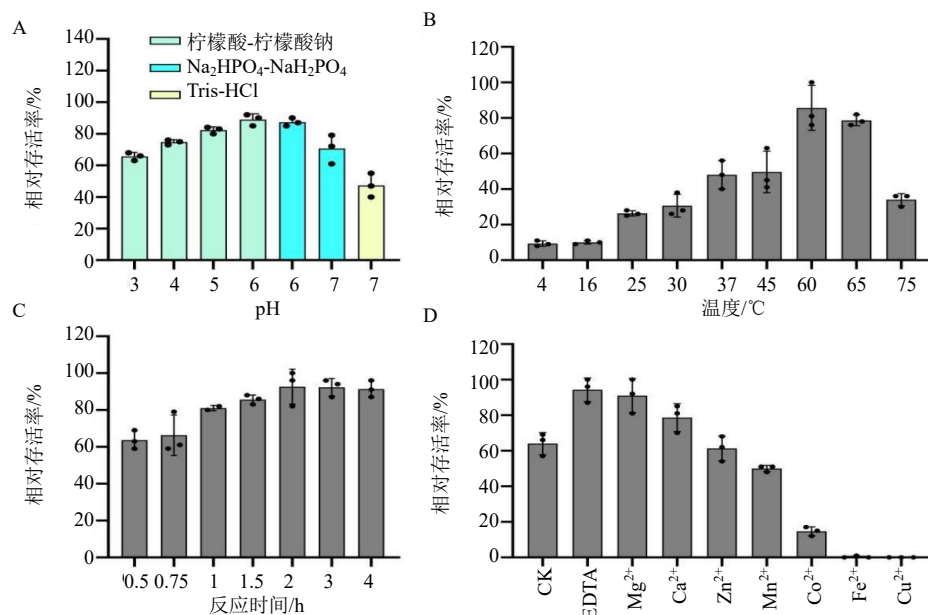 A
相对存活率/%
140
120
100
80
60
40
20
0
柠檬酸-柠檬酸钠
Na₂HPO₄-NaH₂PO₄
Tris-HCl
3 4 5 6 6 7 7
pH
B
相对存活率/%
120
100
80
60
40
20
0
4 16 25 30 37 45 60 65 75
温度/℃
C
相对存活率/%
120
100
80
60
40
20
0
0.5 0.75 1 1.5 2 3 4
反应时间/h
D
相对存活率/%
120
100
80
60
40
20
0
CK EDTA Mg²⁺ Ca²⁺ Zn²⁺ Mn²⁺ Co²⁺ Fe²⁺ Cu²⁺